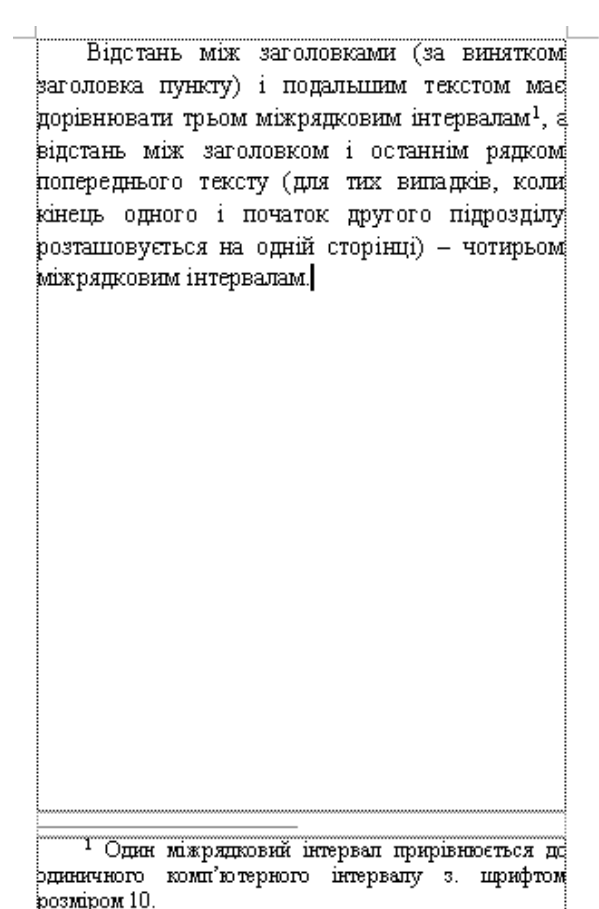 Відстань між заголовками (за винятком
заголовка пункту) і подальшим текстом має
дорівнювати трьом міжрядковим інтервалам¹, а
відстань між заголовком і останнім рядком
попереднього тексту (для тих випадків, коли
кінець одного і початок другого підрозділу
розташовується на одній сторінці) – чотирьом
міжрядковим інтервалам.
¹ Один міжрядковий інтервал прирівнюється до
одиничного комп’ютерного інтервалу з. шрифтом
розміром 10.